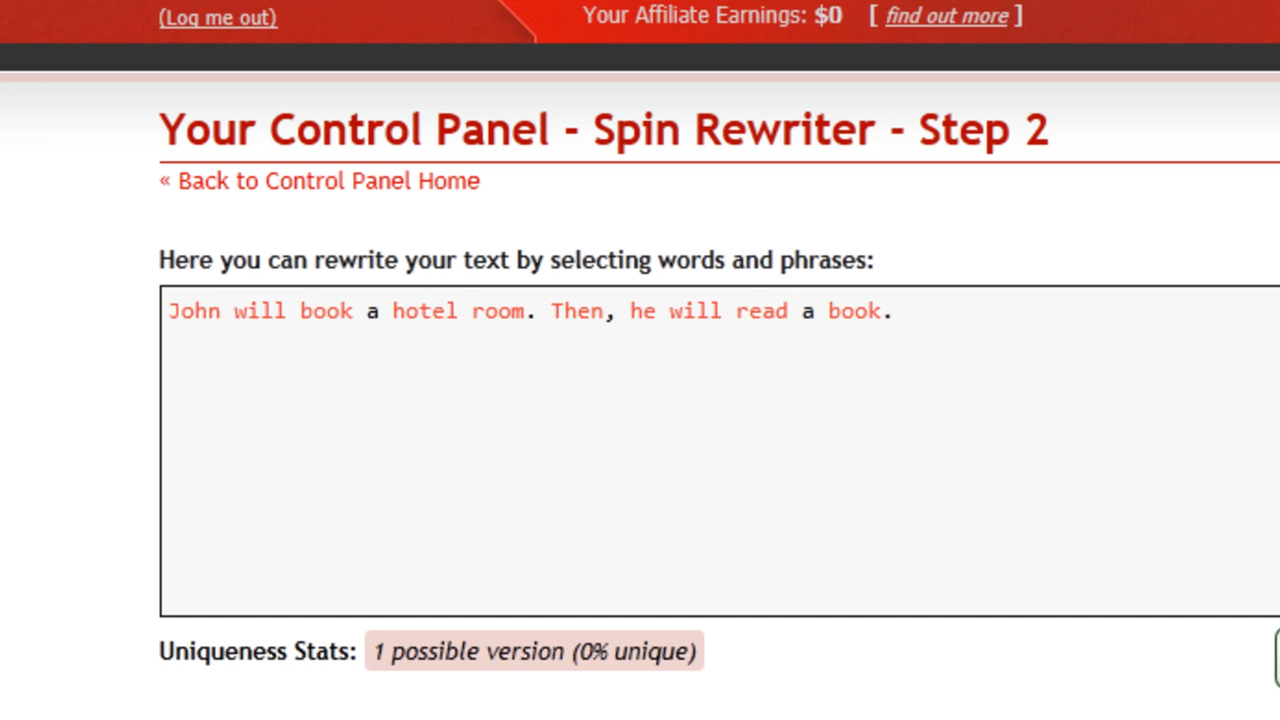 (Log me out)
Your Affiliate Earnings: $0 [ find out more ]
Your Control Panel - Spin Rewriter - Step 2
« Back to Control Panel Home
Here you can rewrite your text by selecting words and phrases:
John will book a hotel room. Then, he will read a book.
Uniqueness Stats: 1 possible version (0% unique)